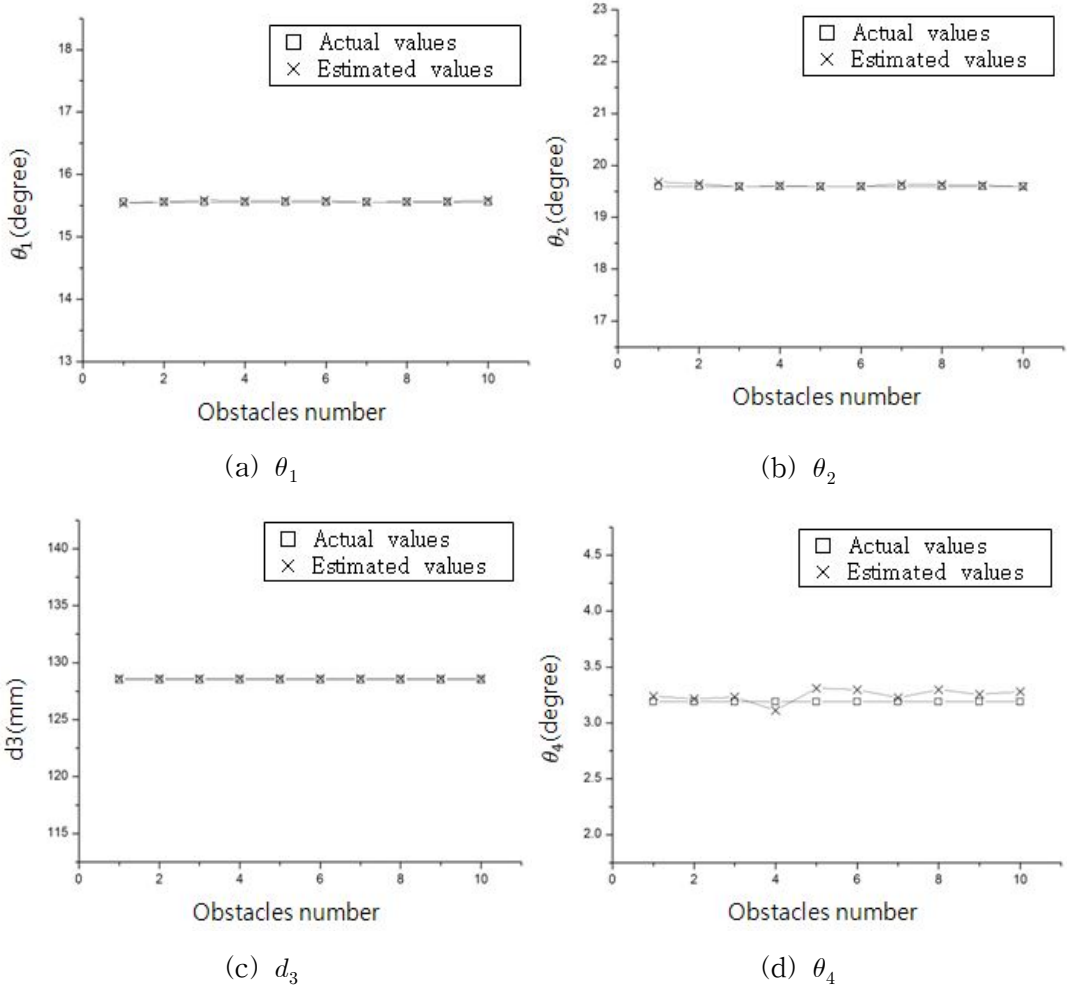 Actual values
Estimated values
18
17
16
15
14
13
0
2
4
6
8
10
θ1(degree)
Obstacles number
(a) θ1
Actual values
Estimated values
23
22
21
20
19
18
17
0
2
4
6
8
10
θ2(degree)
Obstacles number
(b) θ2
Actual values
Estimated values
140
135
130
125
120
115
0
2
4
6
8
10
d3(mm)
Obstacles number
(c) d3
Actual values
Estimated values
4.5
4.0
3.5
3.0
2.5
2.0
0
2
4
6
8
10
θ4(degree)
Obstacles number
(d) θ4